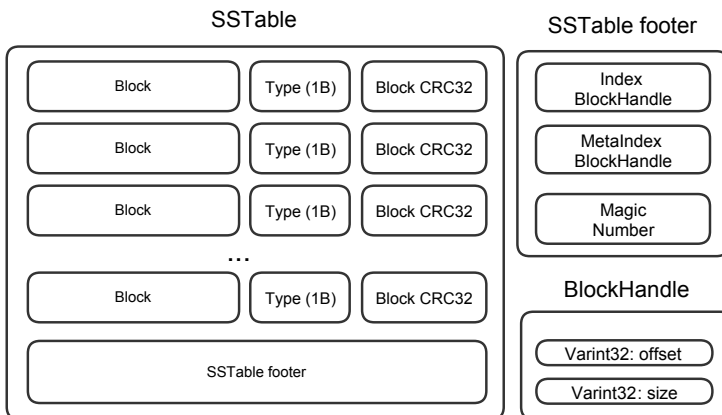 SSTable
Block Type (1B) Block CRC32
Block Type (1B) Block CRC32
Block Type (1B) Block CRC32
...
Block Type (1B) Block CRC32
SSTable footer
SSTable footer
Index
BlockHandle
MetaIndex
BlockHandle
Magic
Number
BlockHandle
Varint32: offset
Varint32: size